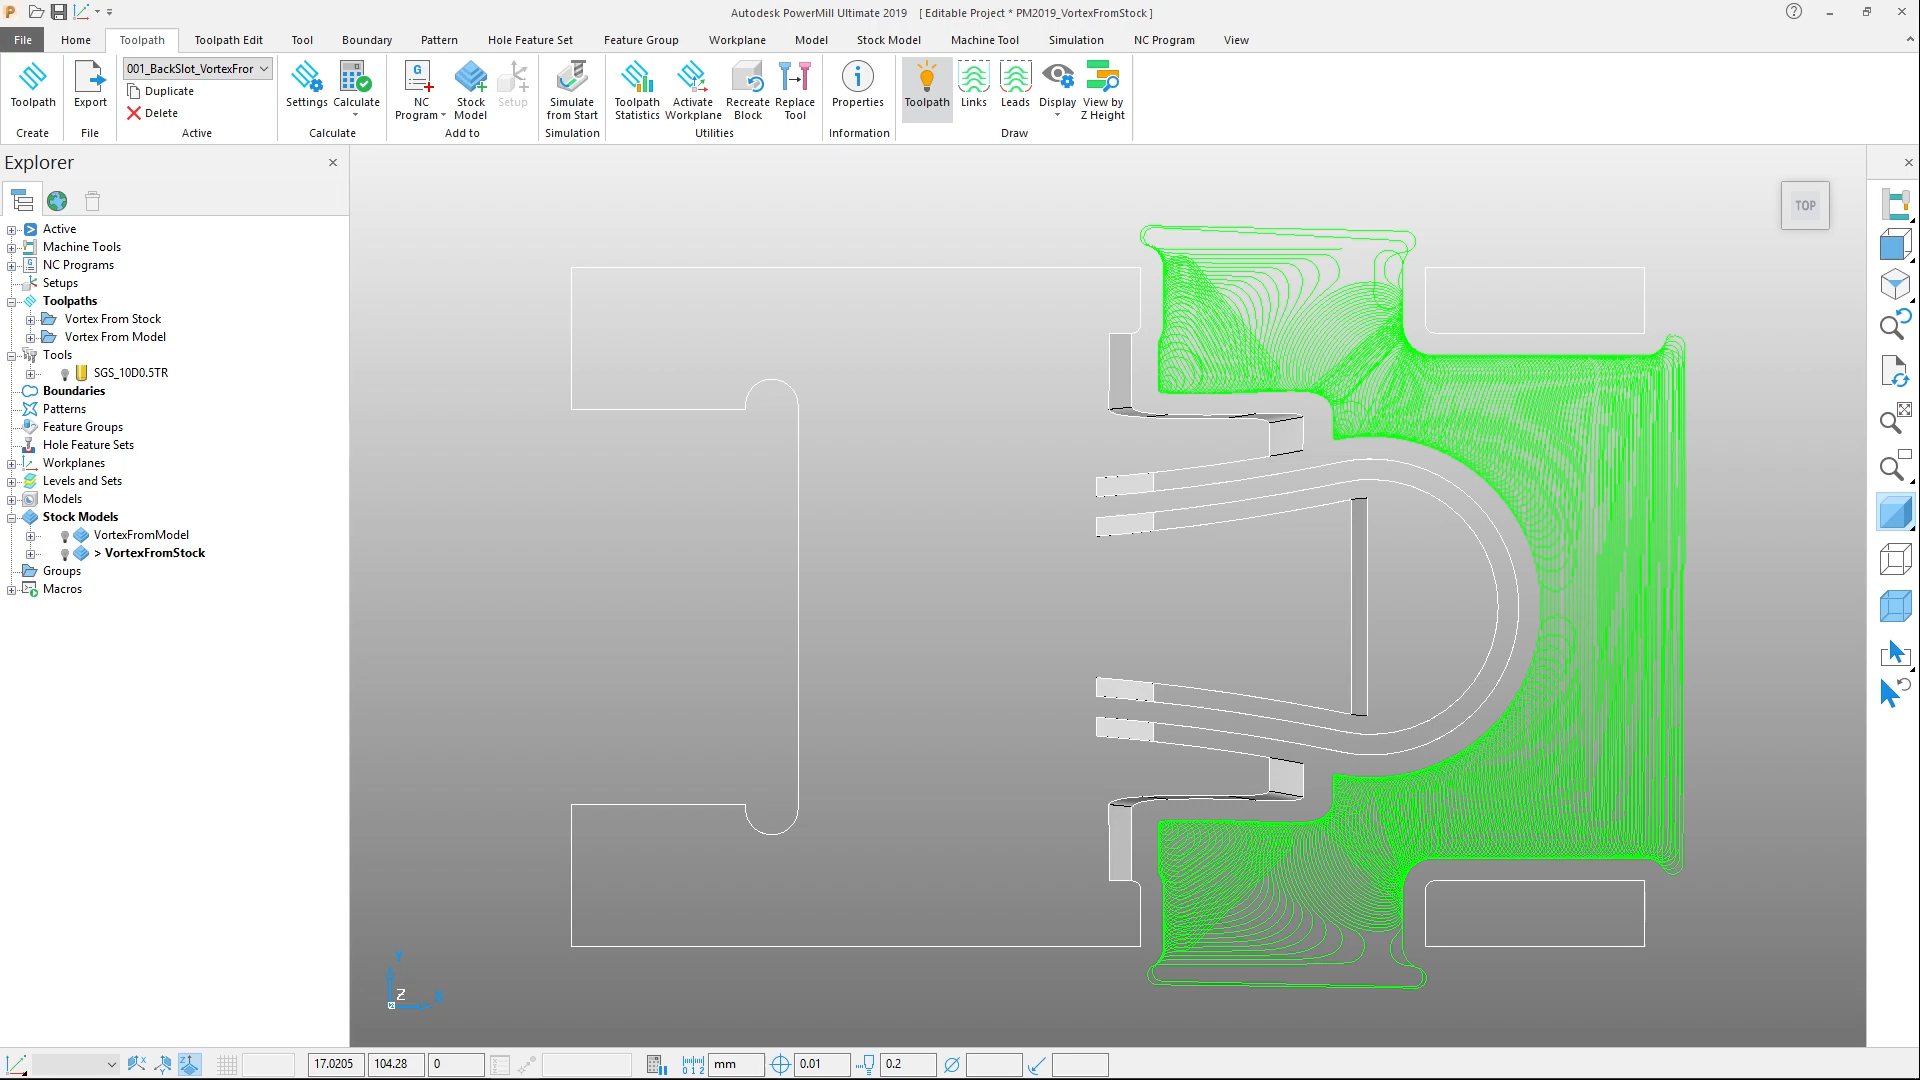 Autodesk PowerMill Ultimate 2019 [ Editable Project * PM2019_VortexFromStock ]
File Home Toolpath Toolpath Edit Tool Boundary Pattern Hole Feature Set Feature Group Workplane Model Stock Model Machine Tool Simulation NC Program View
Toolpath
Create
Export
File
001_BackSlot_VortexFror
Duplicate
Delete
Active
Settings
Calculate
Calculate
NC
Program
Stock
Model
Setup
Add to
Simulate
from Start
Simulation
Toolpath
Statistics
Activate
Workplane
Recreate
Block
Replace
Tool
Utilities
Properties
Information
Toolpath
Links
Leads
Display
View by
Z Height
Draw
Explorer
Active
Machine Tools
NC Programs
Setups
Toolpaths
Vortex From Stock
Vortex From Model
Tools
SGS_10D0.5TR
Boundaries
Patterns
Feature Groups
Hole Feature Sets
Workplanes
Levels and Sets
Models
Stock Models
VortexFromModel
> VortexFromStock
Groups
Macros
TOP
Y
Z
X
17.0205 104.28 0 mm 0.01 0.2